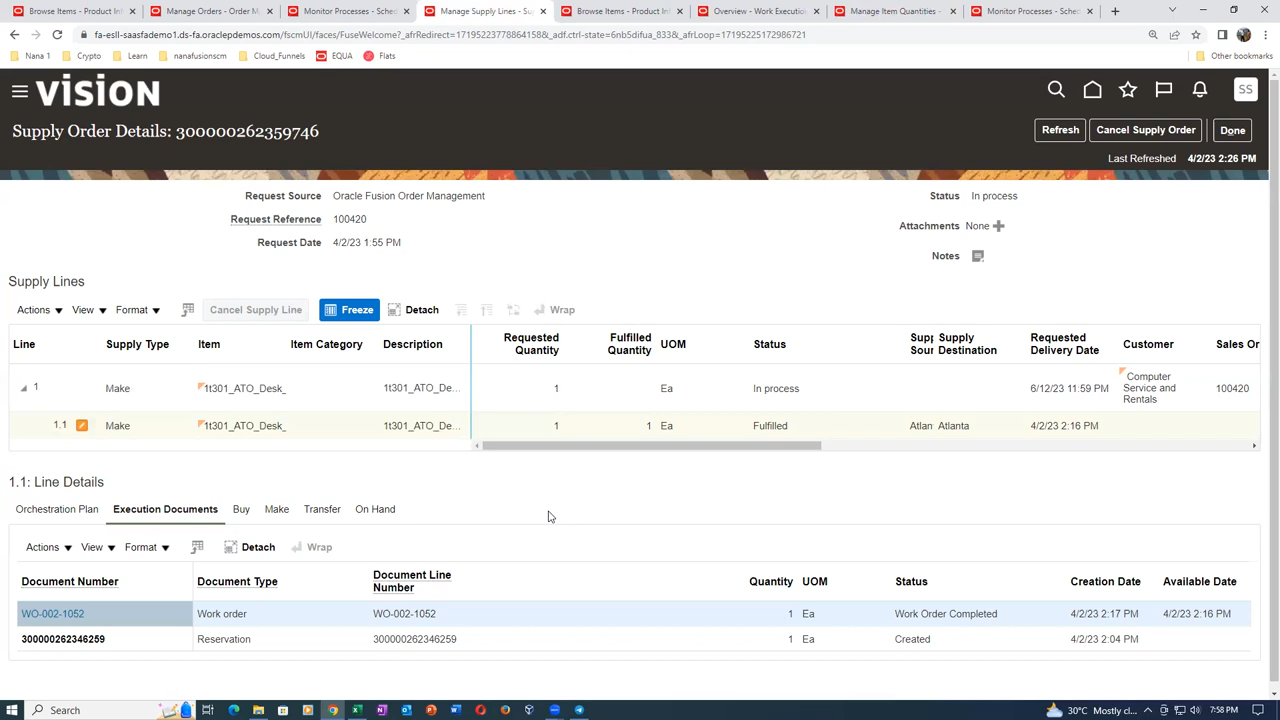 Browse Items - Product Inf
Manage Orders - Order M
Monitor Processes - Sched
Manage Supply Lines - Sup
Browse Items - Product Inf
Overview - Work Execution
Manage Item Quantities -
Monitor Processes - Sched
fa-esll-saasfademo1.ds-fa.oraclepdemos.com/fscmUI/faces/FuseWelcome?_afrRedirect=17195223778864158&_adf.ctrl-state=6nb5difua_833&_afrLoop=17195225172986721
Nana 1 Crypto Learn nanafusionscm Cloud_Funnels EQUA Flats Other bookmarks
VISION
SS
Supply Order Details: 300000262359746
Refresh Cancel Supply Order Done
Last Refreshed 4/2/23 2:26 PM
Request Source Oracle Fusion Order Management
Status In process
Request Reference 100420
Attachments None
Request Date 4/2/23 1:55 PM
Notes
Supply Lines
Actions View Format Cancel Supply Line Freeze Detach Wrap
Line Supply Type Item Item Category Description Requested Quantity Fulfilled Quantity UOM Status Supp Sour Supply Destination Requested Delivery Date Customer Sales Or
1 Make 1t301_ATO_Desk_ 1t301_ATO_De... 1 Ea In process 6/12/23 11:59 PM Computer Service and Rentals 100420
1.1 Make 1t301_ATO_Desk_ 1t301_ATO_De... 1 1 Ea Fulfilled Atlan Atlanta 4/2/23 2:16 PM
1.1: Line Details
Orchestration Plan Execution Documents Buy Make Transfer On Hand
Actions View Format Detach Wrap
Document Number Document Type Document Line Number Quantity UOM Status Creation Date Available Date
WO-002-1052 Work order WO-002-1052 1 Ea Work Order Completed 4/2/23 2:17 PM 4/2/23 2:16 PM
300000262346259 Reservation 300000262346259 1 Ea Created 4/2/23 2:04 PM
Search
30°C Mostly c... 7:58 PM